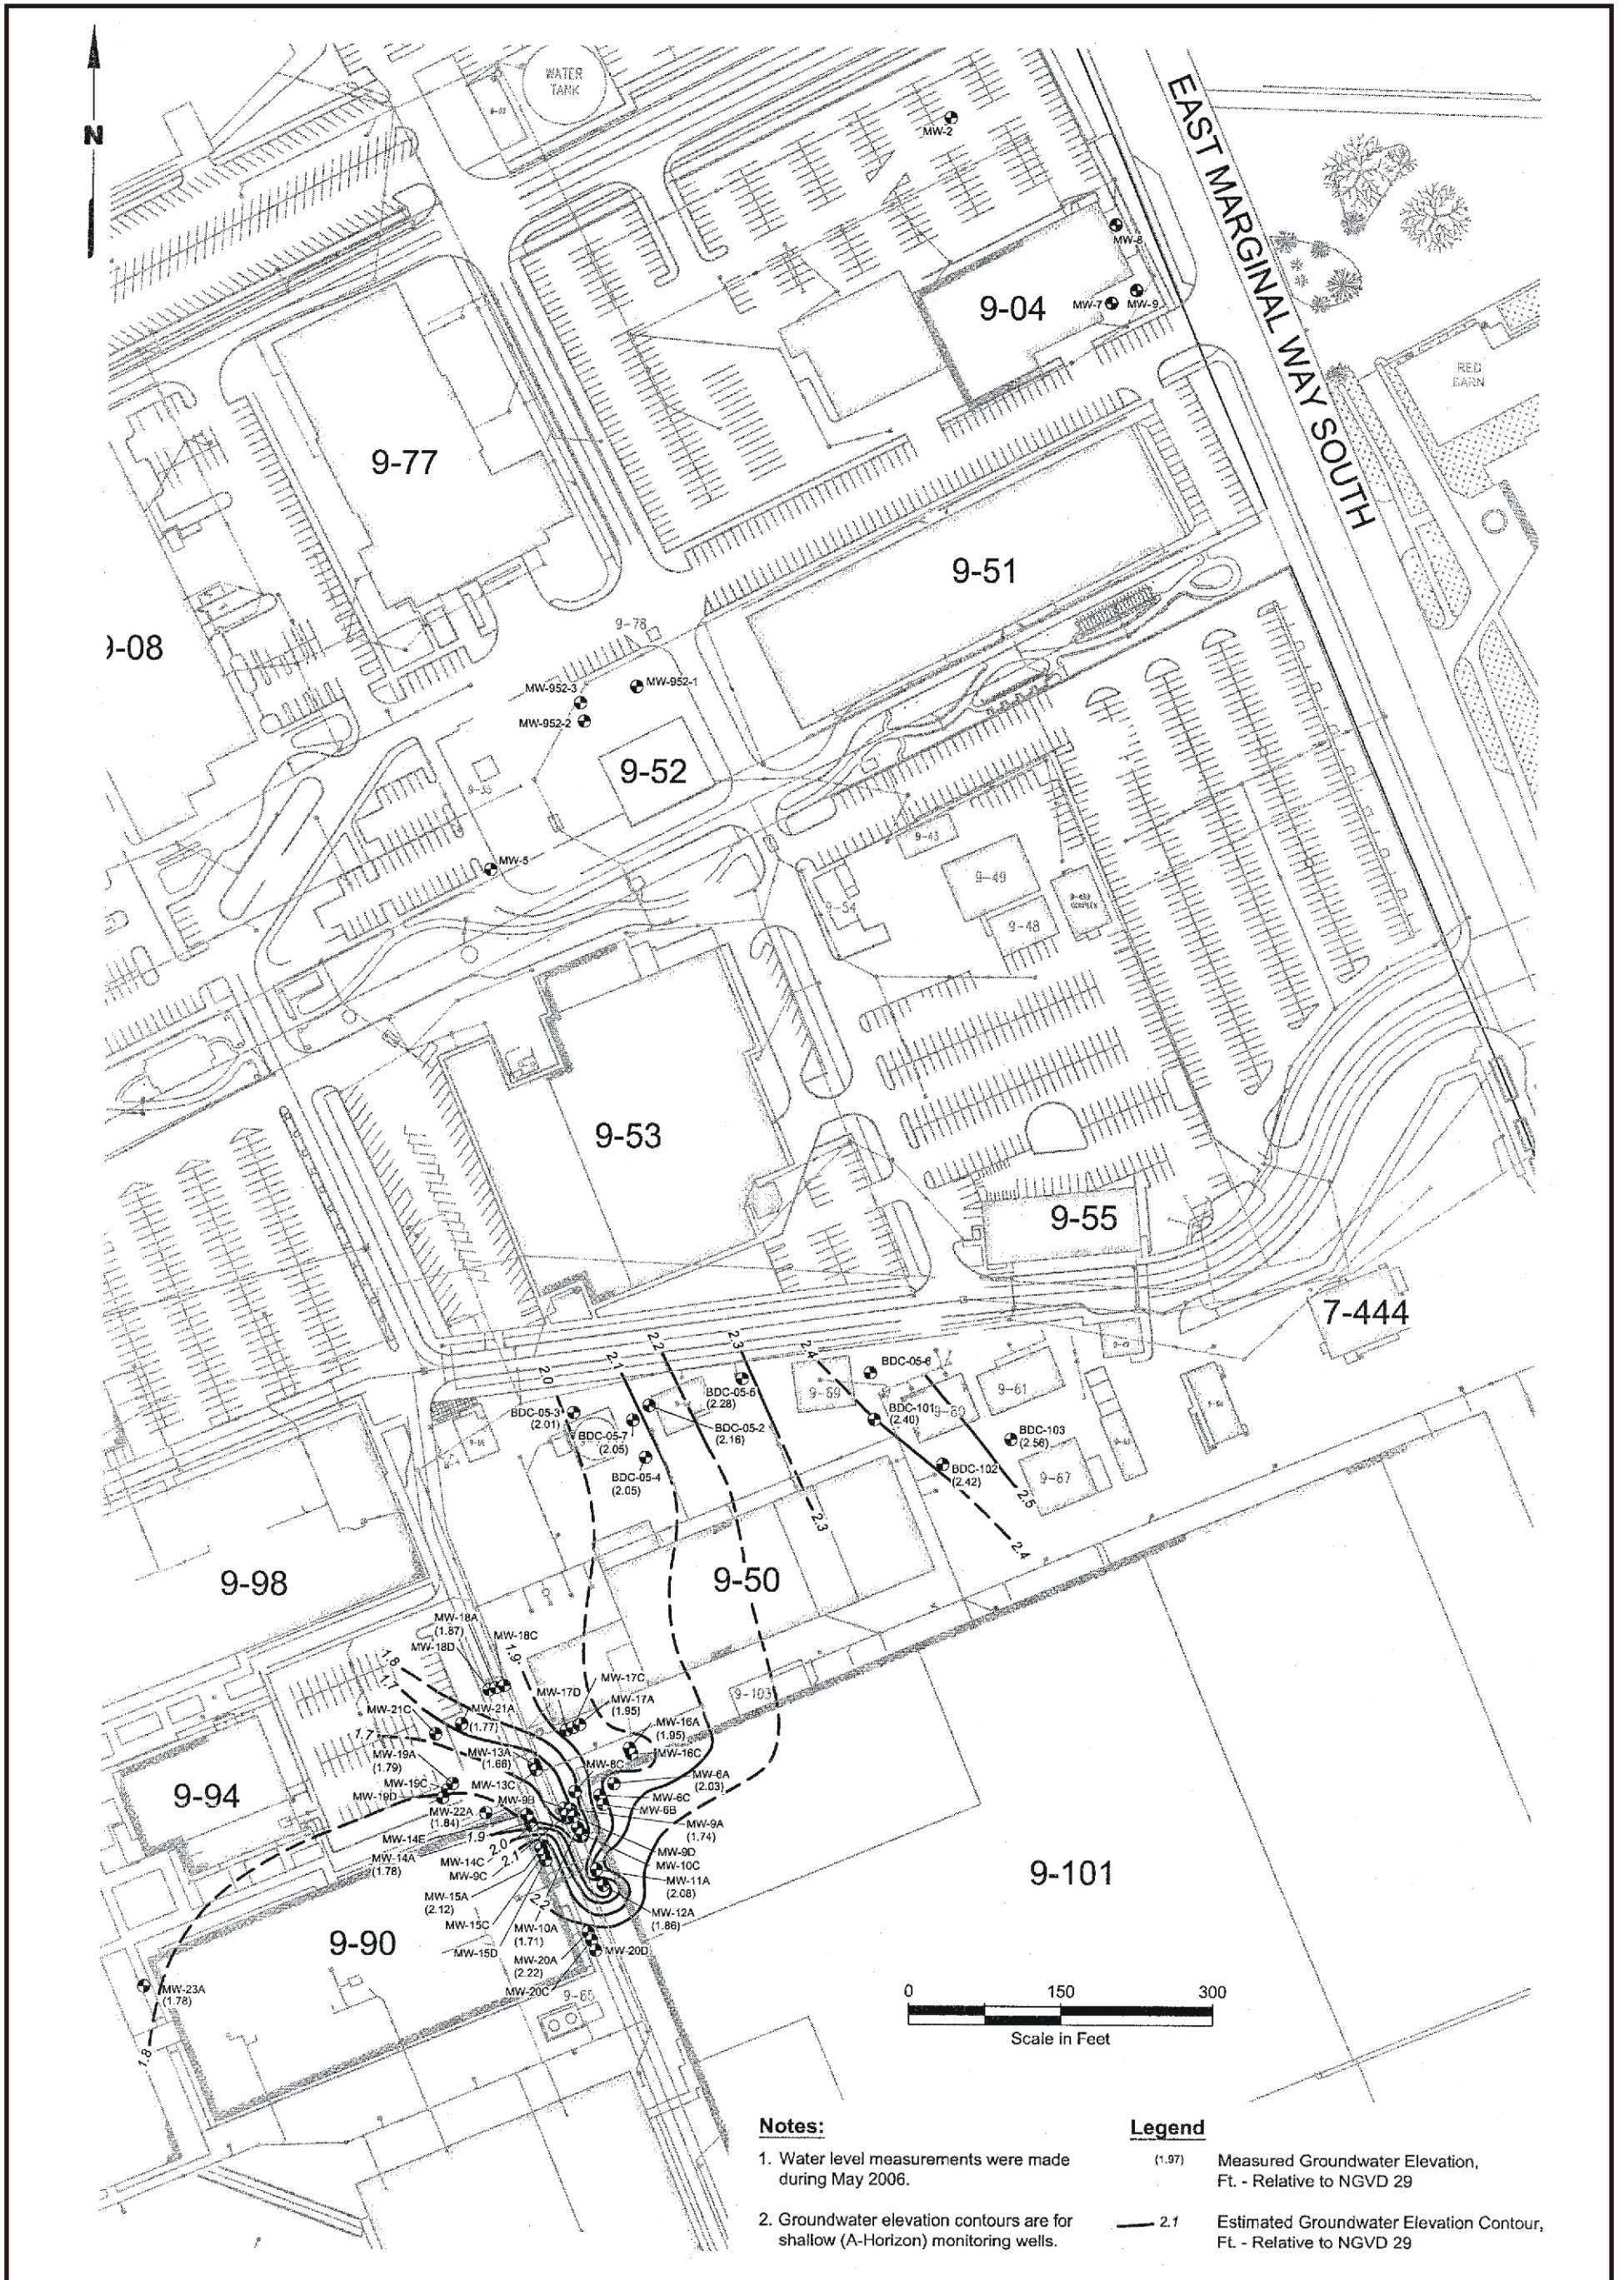 WATER
TANK
MW-2
N
EAST MARGINAL WAY SOUTH
MW-8
9-04
MW-7
MW-9
RED
BARN
9-77
9-51
9-78
9-08
MW-952-3
MW-952-1
MW-952-2
9-52
9-35
9-43
MW-5
9-49
9-54
9-48
9-53
9-55
7-444
2.0
2.1
2.2
2.3
2.4
BDC-05-6
9-69
9-61
BDC-05-5
(2.28)
BDC-05-3
(2.01)
BDC-05-7
(2.05)
BDC-05-2
(2.16)
BDC-101
(2.40)
9-60
BDC-103
(2.56)
BDC-05-4
(2.05)
BDC-102
(2.42)
9-67
2.5
2.3
2.4
9-98
9-50
MW-18A
(1.87)
MW-18D
MW-18C
1.9
1.8
1.7
MW-17C
MW-17D
MW-17A
(1.95)
9-103
MW-21C
MW-21A
(1.77)
MW-16A
(1.95)
MW-16C
1.7
MW-19A
(1.79)
MW-13A
(1.66)
MW-8C
MW-6A
(2.03)
MW-19C
MW-13C
MW-19D
MW-6C
MW-6B
9-94
MW-9B
MW-22A
(1.84)
MW-9A
(1.74)
MW-14E
1.9
MW-9D
2.0
MW-14A
(1.78)
MW-14C
2.1
MW-10C
MW-9C
MW-11A
(2.08)
9-101
MW-15A
(2.12)
2.2
MW-12A
(1.86)
MW-15C
MW-10A
(1.71)
9-90
MW-15D
MW-20D
MW-20A
(2.22)
MW-20C
9-65
MW-23A
(1.78)
1.8
0 150 300
Scale in Feet
Notes:
1. Water level measurements were made
during May 2006.
2. Groundwater elevation contours are for
shallow (A-Horizon) monitoring wells.
Legend
(1.97) Measured Groundwater Elevation,
Ft. - Relative to NGVD 29
2.1 Estimated Groundwater Elevation Contour,
Ft. - Relative to NGVD 29